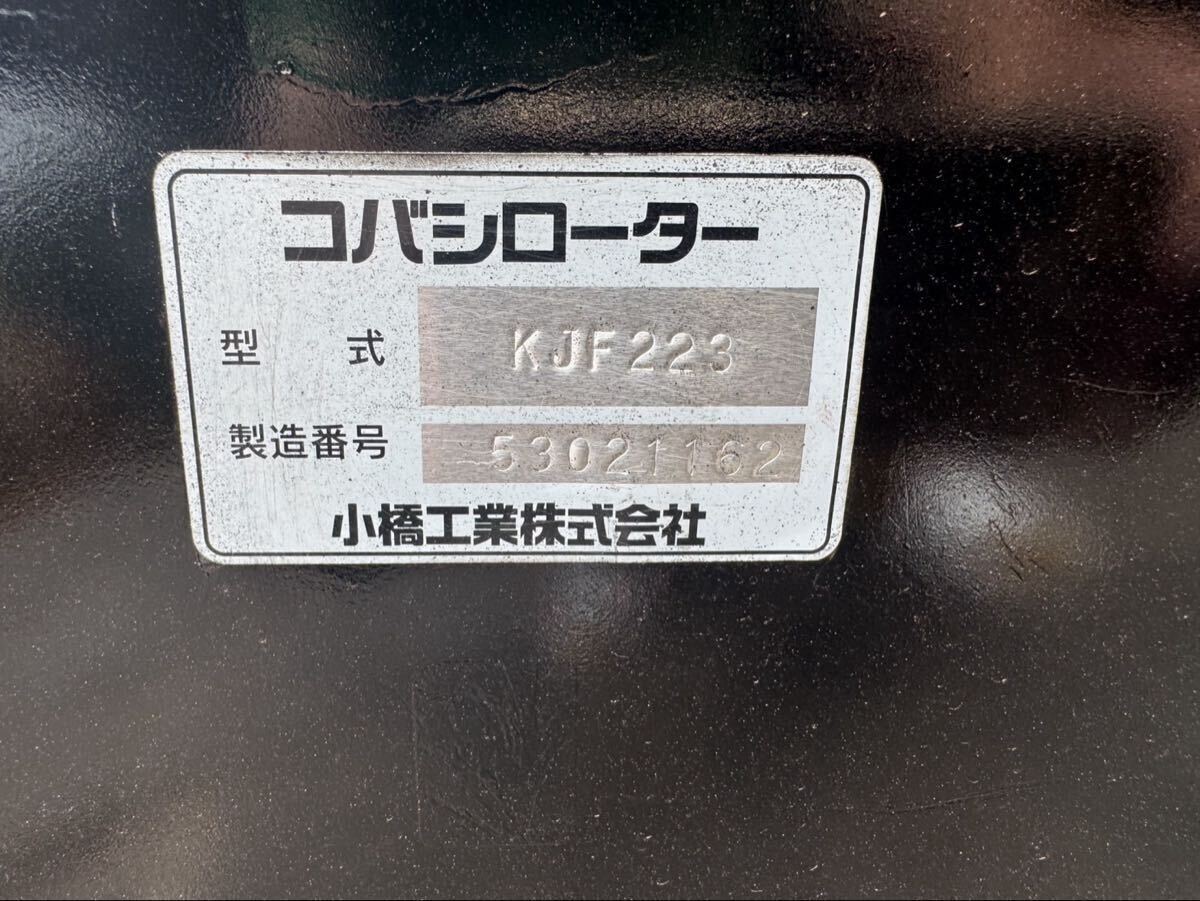 コバシローター
型 式 KJF223
製造番号 53021162
小橋工業株式会社